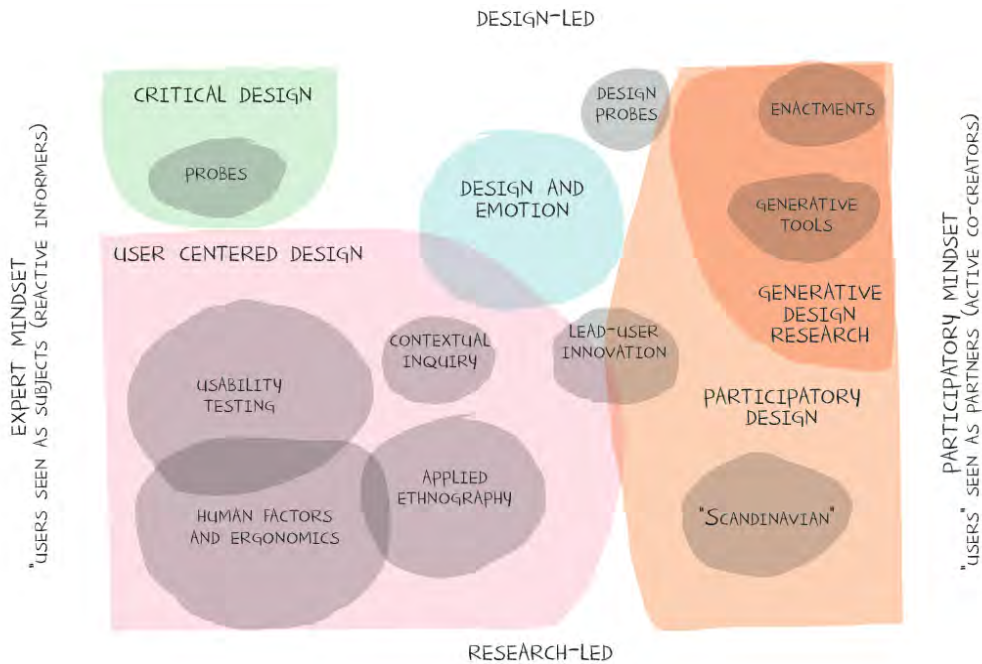 DESIGN-LED
CRITICAL DESIGN
PROBES
DESIGN
PROBES
ENACTMENTS
DESIGN AND
EMOTION
GENERATIVE
TOOLS
USER CENTERED DESIGN
GENERATIVE
DESIGN
RESEARCH
CONTEXTUAL
INQUIRY
LEAD-USER
INNOVATION
USABILITY
TESTING
PARTICIPATORY
DESIGN
APPLIED
ETHNOGRAPHY
HUMAN FACTORS
AND ERGONOMICS
"SCANDINAVIAN"
RESEARCH-LED
EXPERT MINDSET
"USERS SEEN AS SUBJECTS (REACTIVE INFORMERS)
PARTICIPATORY MINDSET
"USERS" SEEN AS PARTNERS (ACTIVE CO-CREATORS)